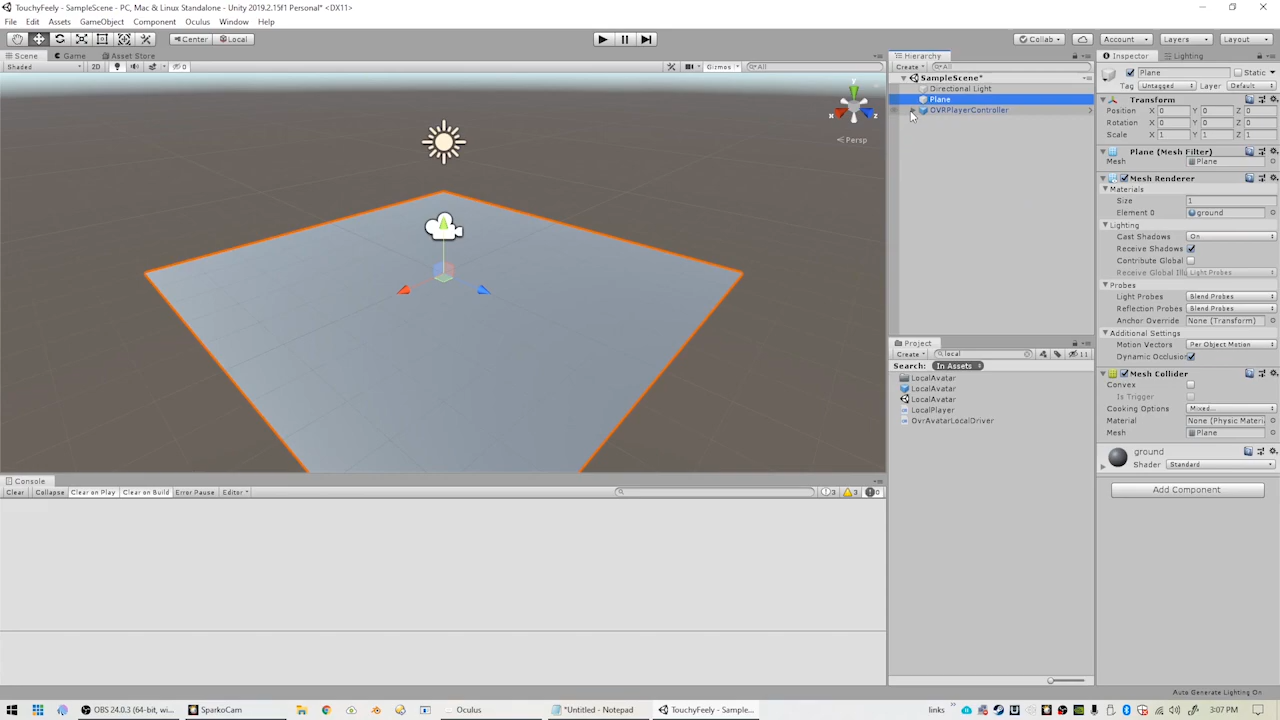 TouchyFeely - SampleScene - PC, Mac & Linux Standalone - Unity 2019.2.15f1 Personal* <DX11>
File Edit Assets GameObject Component Oculus Window Help
Center Local Collab Account Layers Layout
Scene Game Asset Store
Shaded 2D 0 Gizmos All
y
x z
Persp
Hierarchy
Create All
SampleScene*
Directional Light
Plane
OVRPlayerController
Project
Create local 11
Search: In Assets
LocalAvatar
LocalAvatar
LocalAvatar
LocalPlayer
OvrAvatarLocalDriver
Inspector Lighting
Plane Static
Tag Untagged Layer Default
Transform
Position X 0 Y 0 Z 0
Rotation X 0 Y 0 Z 0
Scale X 1 Y 1 Z 1
Plane (Mesh Filter)
Mesh Plane
Mesh Renderer
Materials
Size 1
Element 0 ground
Lighting
Cast Shadows On
Receive Shadows
Contribute Global
Receive Global Illu Light Probes
Probes
Light Probes Blend Probes
Reflection Probes Blend Probes
Anchor Override None (Transform)
Additional Settings
Motion Vectors Per Object Motion
Dynamic Occlusion
Mesh Collider
Convex
Is Trigger
Cooking Options Mixed...
Material None (Physic Materi
Mesh Plane
ground
Shader Standard
Add Component
Console
Clear Collapse Clear on Play Clear on Build Error Pause Editor 3 3 0
Auto Generate Lighting On
OBS 24.0.3 (64-bit, wi... SparkoCam Oculus *Untitled - Notepad TouchyFeely - Sample... links 3:07 PM